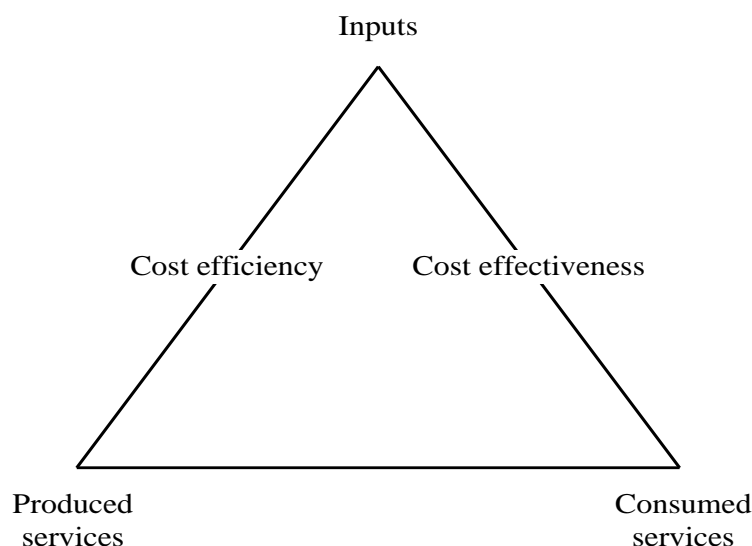 Inputs
Cost efficiency
Cost effectiveness
Produced
services
Consumed
services